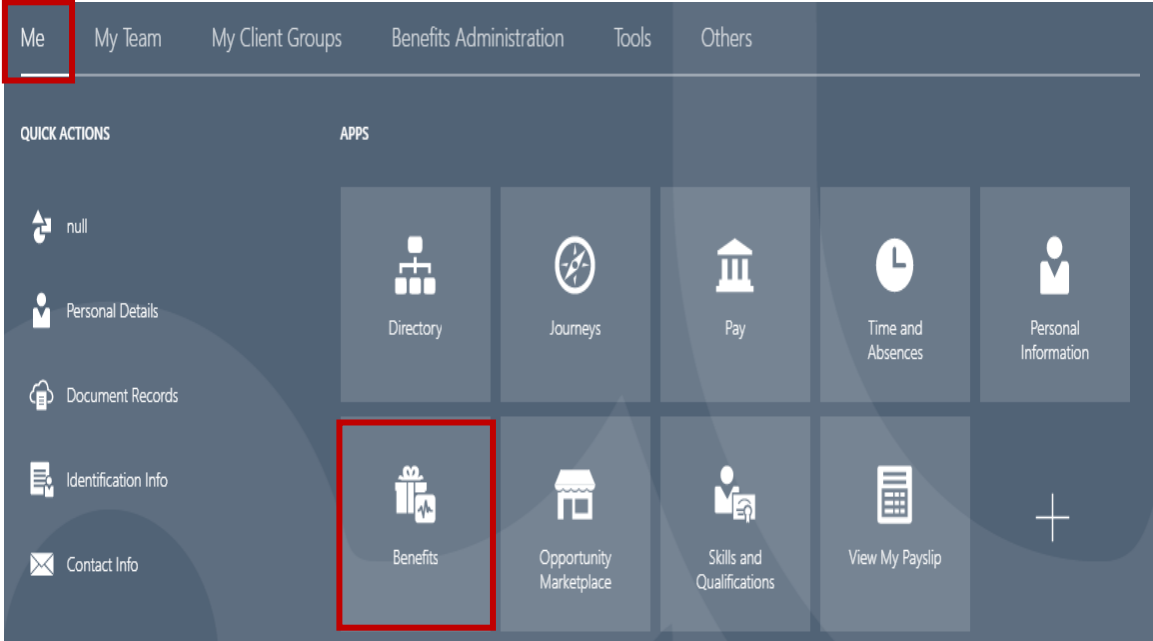 Me My Team My Client Groups Benefits Administration Tools Others
QUICK ACTIONS
APPS
null
Personal Details
Document Records
Identification Info
Contact Info
Directory
Journeys
Pay
Time and
Absences
Personal
Information
Benefits
Opportunity
Marketplace
Skills and
Qualifications
View My Payslip